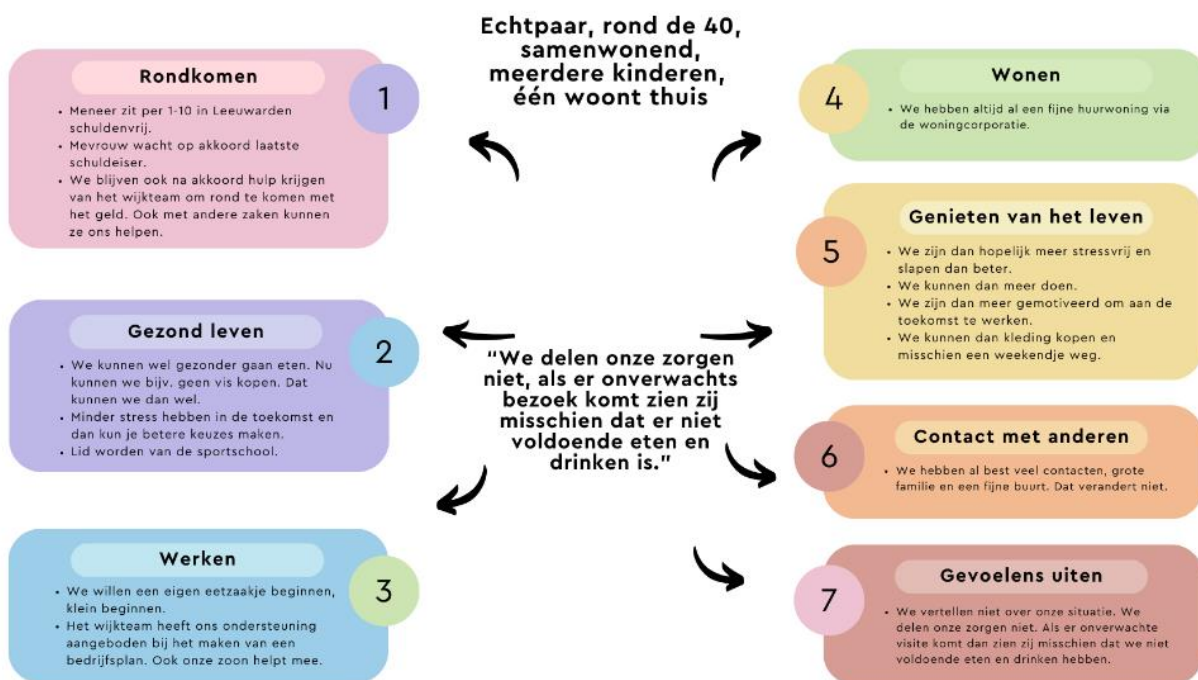 Echtpaar, rond de 40,
samenwonend,
meerdere kinderen,
één woont thuis
Rondkomen
1
• Meneer zit per 1-10 in Leeuwarden
schuldenvrij.
• Mevrouw wacht op akkoord laatste
schuldeiser.
• We blijven ook na akkoord hulp krijgen
van het wijkteam om rond te komen met
het geld. Ook met andere zaken kunnen
ze ons helpen.
Gezond leven
2
• We kunnen wel gezonder gaan eten. Nu
kunnen we bijv. geen vis kopen. Dat
kunnen we dan wel.
• Minder stress hebben in de toekomst en
dan kun je betere keuzes maken.
• Lid worden van de sportschool.
Werken
3
• We willen een eigen eetzaakje beginnen,
klein beginnen.
• Het wijkteam heeft ons ondersteuning
aangeboden bij het maken van een
bedrijfsplan. Ook onze zoon helpt mee.
"We delen onze zorgen
niet, als er onverwachts
bezoek komt zien zij
misschien dat er niet
voldoende eten en
drinken is."
4
Wonen
• We hebben altijd al een fijne huurwoning via
de woningcorporatie.
5
Genieten van het leven
• We zijn dan hopelijk meer stressvrij en
slapen dan beter.
• We kunnen dan meer doen.
• We zijn dan meer gemotiveerd om aan de
toekomst te werken.
• We kunnen dan kleding kopen en
misschien een weekendje weg.
6
Contact met anderen
• We hebben al best veel contacten, grote
familie en een fijne buurt. Dat verandert niet.
7
Gevoelens uiten
• We vertellen niet over onze situatie. We
delen onze zorgen niet. Als er onverwachte
visite komt dan zien zij misschien dat we niet
voldoende eten en drinken hebben.